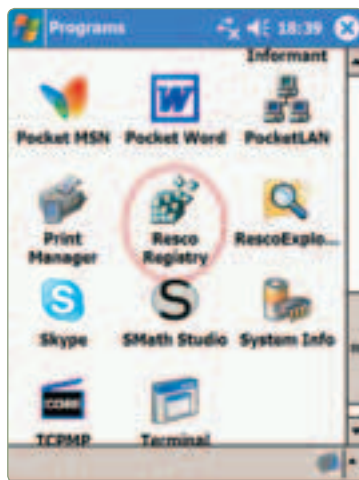 Programs 18:39
Informant
Pocket MSN Pocket Word PocketLAN
Print Manager
Resco Registry
RescoExplo...
Skype SMath Studio System Info
TCPMP Terminal